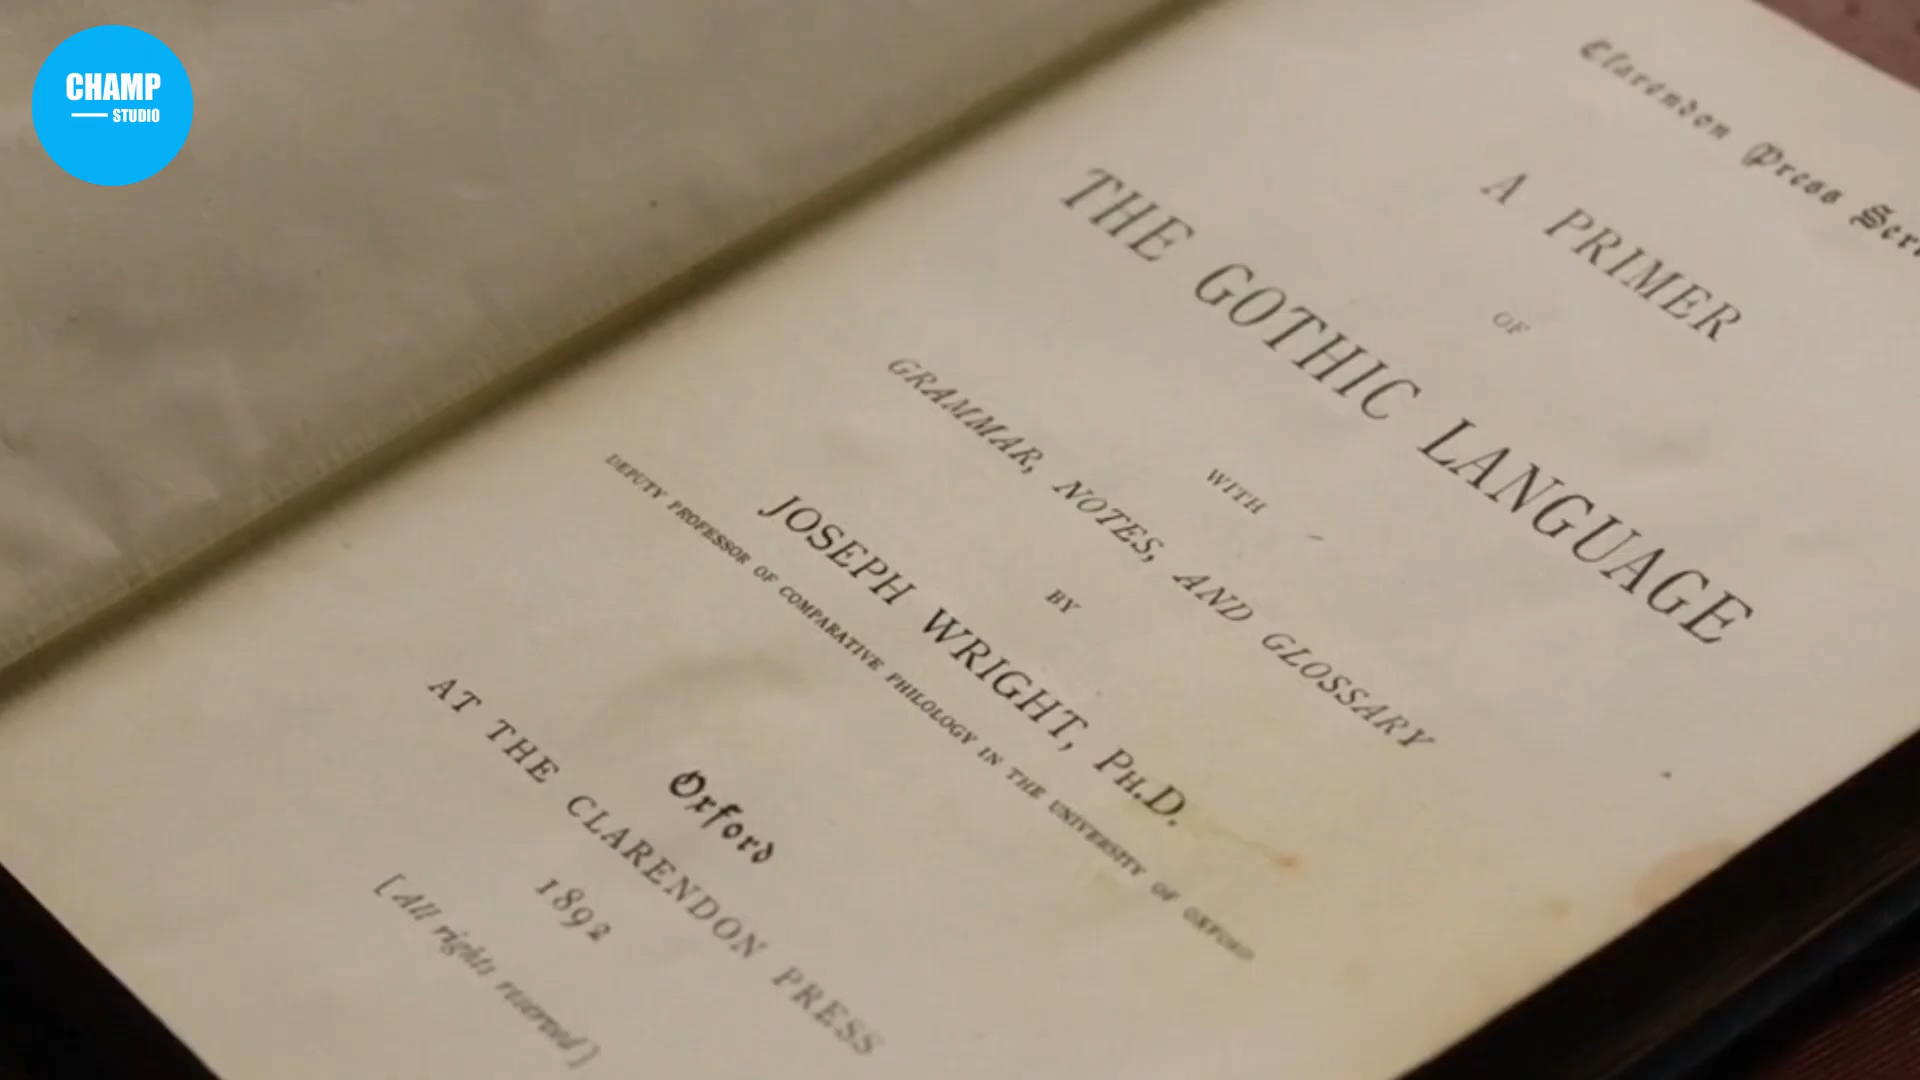 CHAMP
STUDIO
Clarendon Press
A PRIMER
OF
THE GOTHIC LANGUAGE
WITH
GRAMMAR, NOTES, AND GLOSSARY
BY
JOSEPH WRIGHT, PH.D.
DEPUTY PROFESSOR OF COMPARATIVE PHILOLOGY IN THE UNIVERSITY OF OXFORD
Oxford
AT THE CLARENDON PRESS
1892
[All rights reserved]